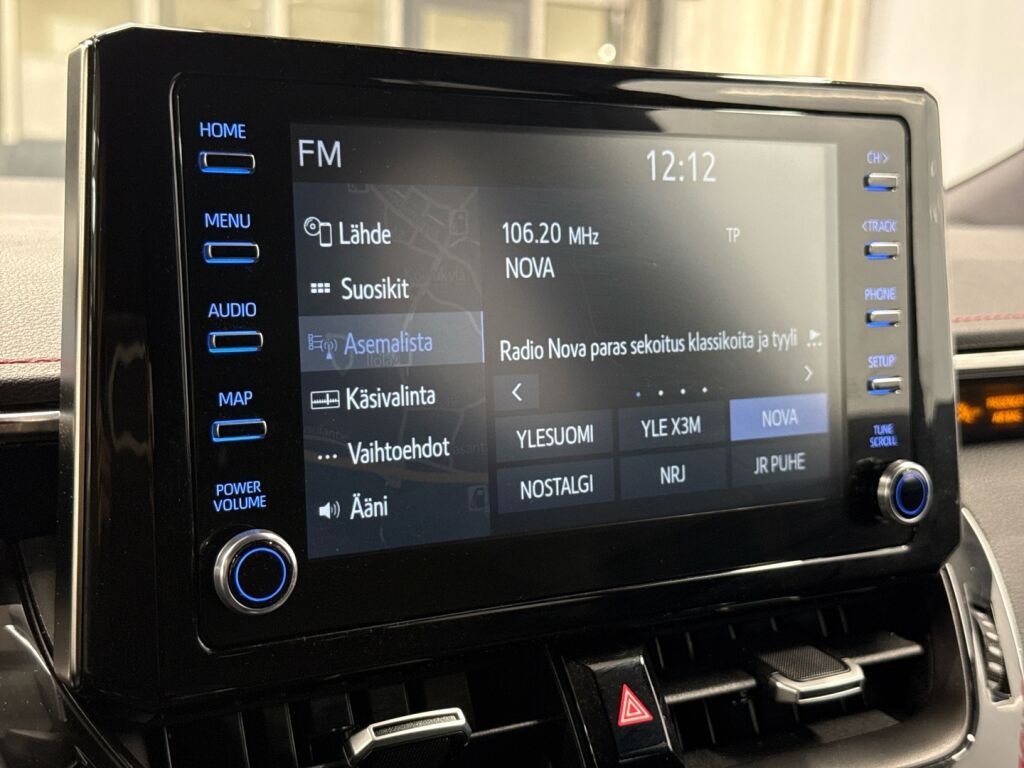 HOME
MENU
AUDIO
MAP
POWER
VOLUME
FM
12:12
Lähde
Suosikit
Asemalista
Käsivalinta
Vaihtoehdot
Ääni
106.20 MHz
TP
NOVA
Radio Nova paras sekoitus klassikoita ja tyyli
YLESUOMI
YLE X3M
NOVA
NOSTALGI
NRJ
JR PUHE
CH>
<TRACK
PHONE
SETUP
TUNE
SCROLL